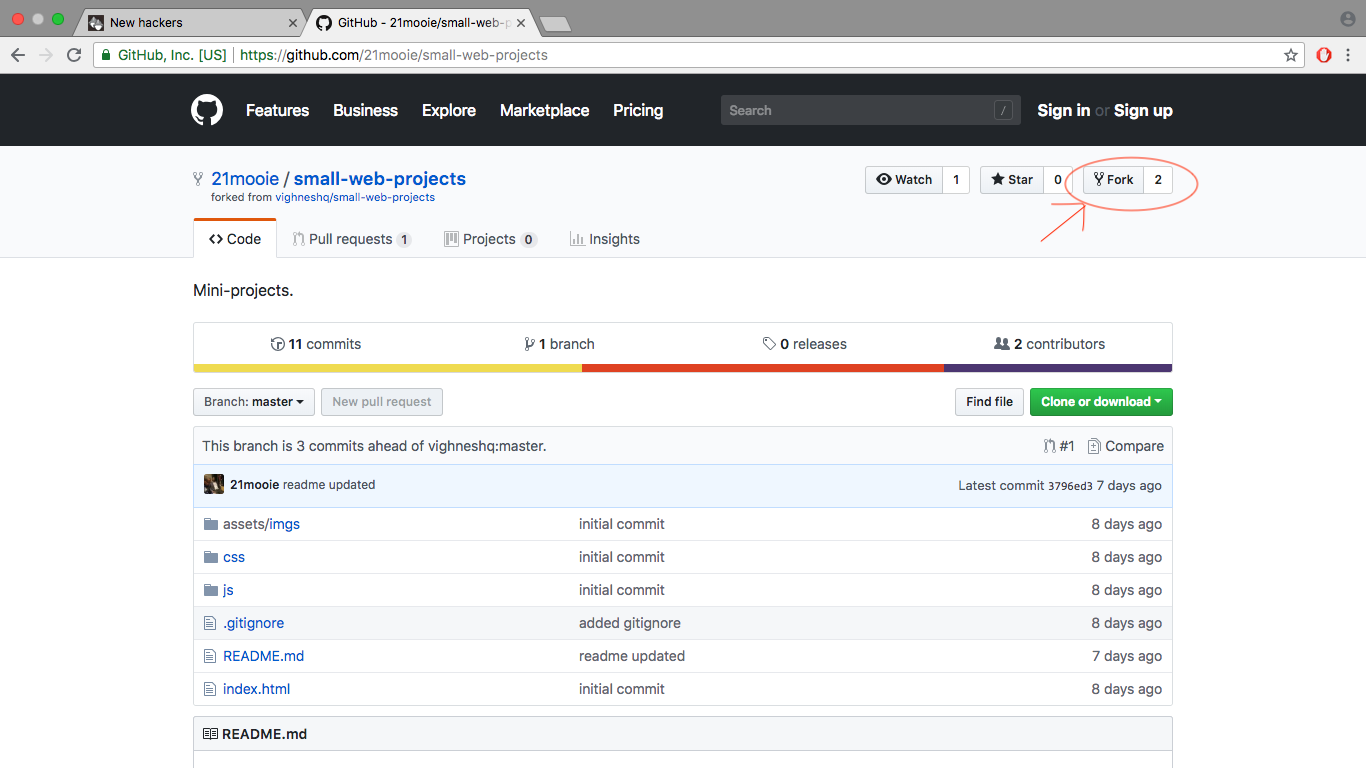 New hackers
GitHub - 21mooie/small-web-p
GitHub, Inc. [US] https://github.com/21mooie/small-web-projects
Features Business Explore Marketplace Pricing Search / Sign in or Sign up
21mooie / small-web-projects
forked from vighneshq/small-web-projects
Watch 1 Star 0 Fork 2
Code Pull requests 1 Projects 0 Insights
Mini-projects.
11 commits 1 branch 0 releases 2 contributors
Branch: master New pull request Find file Clone or download
This branch is 3 commits ahead of vighneshq:master. #1 Compare
21mooie readme updated Latest commit 3796ed3 7 days ago
assets/imgs initial commit 8 days ago
css initial commit 8 days ago
js initial commit 8 days ago
.gitignore added gitignore 8 days ago
README.md readme updated 7 days ago
index.html initial commit 8 days ago
README.md